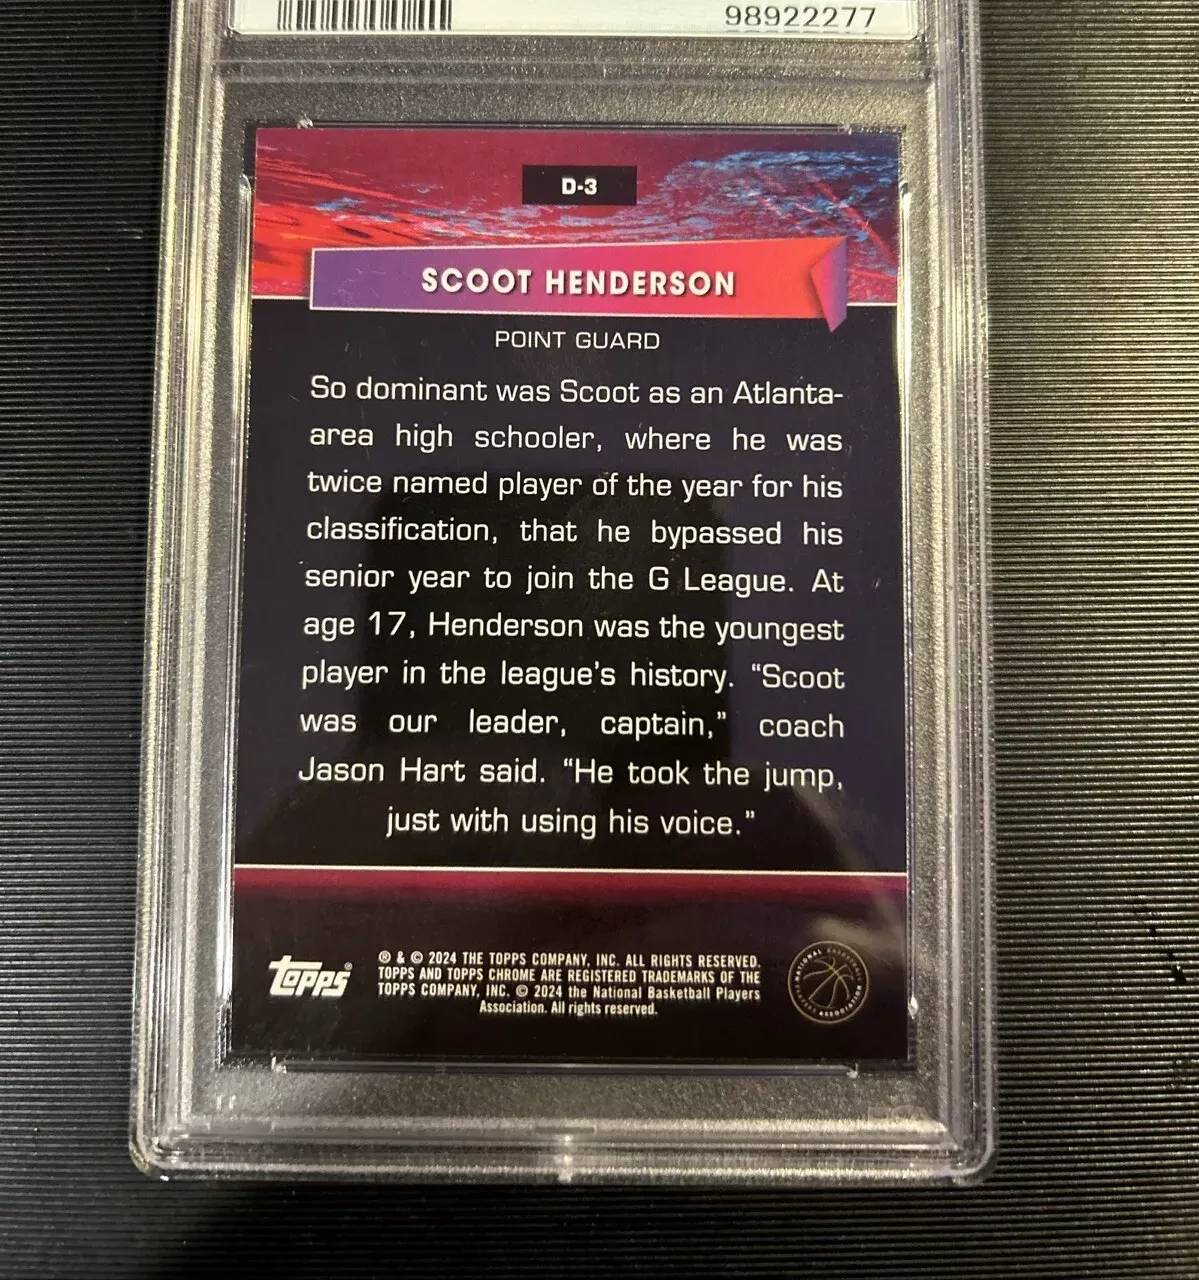 98922277
D-3
SCOOT HENDERSON
POINT GUARD
So dominant was Scoot as an Atlanta-
area high schooler, where he was
twice named player of the year for his
classification, that he bypassed his
senior year to join the G League. At
age 17, Henderson was the youngest
player in the league's history. “Scoot
was our leader, captain,” coach
Jason Hart said. “He took the jump,
just with using his voice.”
Topps®
® & © 2024 THE TOPPS COMPANY, INC. ALL RIGHTS RESERVED.
TOPPS AND TOPPS CHROME ARE REGISTERED TRADEMARKS OF THE
TOPPS COMPANY, INC. © 2024 the National Basketball Players
Association. All rights reserved.
NATIONAL BASKETBALL PLAYERS ASSOCIATION